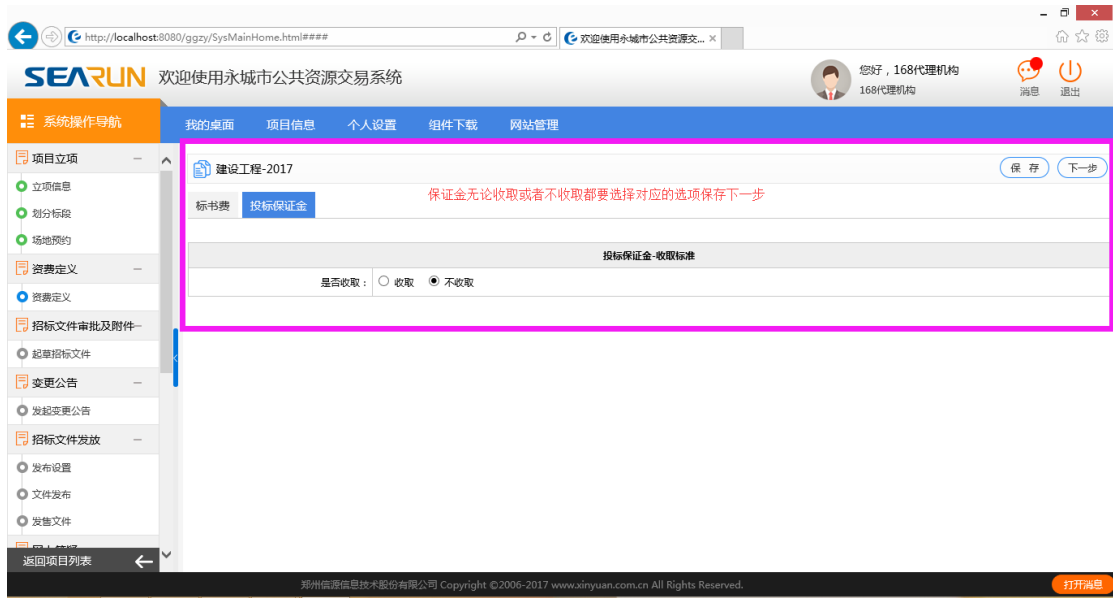 http://localhost:8080/ggzy/SysMainHome.html####
欢迎使用永城市公共资源交... ×
SEARUN 欢迎使用永城市公共资源交易系统
您好，168代理机构
168代理机构
消息
退出
系统操作导航
我的桌面 项目信息 个人设置 组件下载 网站管理
项目立项
立项信息
划分标段
场地预约
资费定义
资费定义
招标文件审批及附件
起草招标文件
变更公告
发起变更公告
招标文件发放
发布设置
文件发布
发售文件
返回项目列表
建设工程-2017
保 存
下一步
标书费 投标保证金
保证金无论收取或者不收取都要选择对应的选项保存下一步
投标保证金-收取标准
是否收取： 收取 不收取
郑州信源信息技术股份有限公司 Copyright ©2006-2017 www.xinyuan.com.cn All Rights Reserved.
打开消息